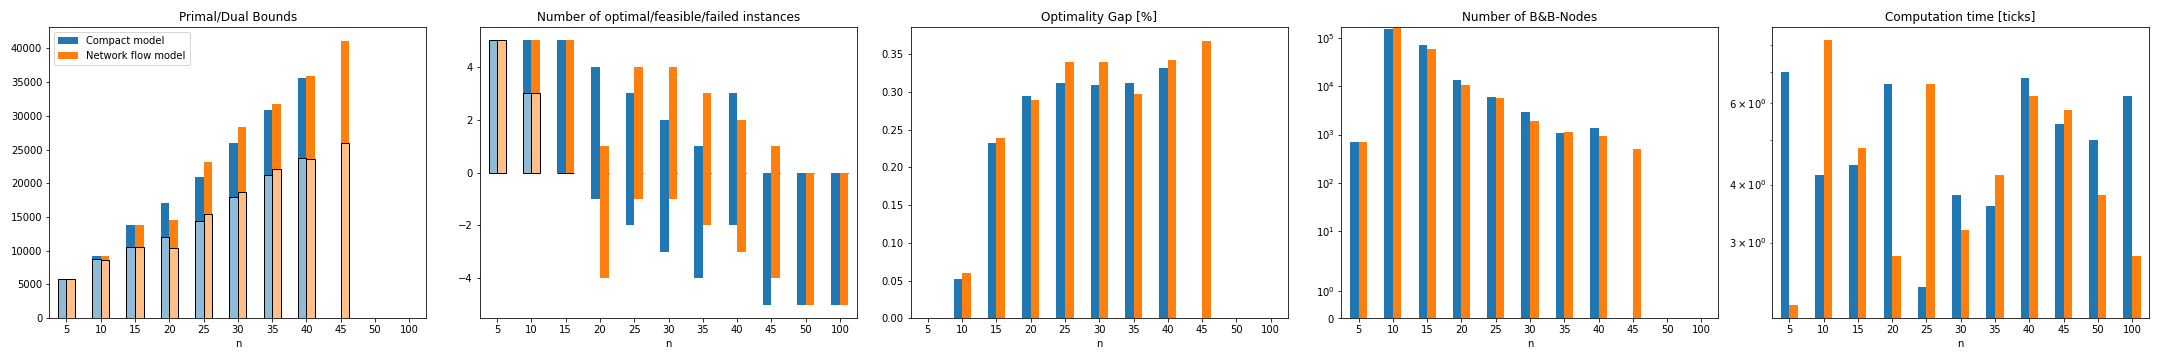 Primal/Dual Bounds
Compact model
Network flow model
40000
35000
30000
25000
20000
15000
10000
5000
0
5 10 15 20 25 30 35 40 45 50 100
n
Number of optimal/feasible/failed instances
4
2
0
−2
−4
5 10 15 20 25 30 35 40 45 50 100
n
Optimality Gap [%]
0.35
0.30
0.25
0.20
0.15
0.10
0.05
0.00
5 10 15 20 25 30 35 40 45 50 100
n
Number of B&B-Nodes
10⁵
10⁴
10³
10²
10¹
10⁰
0
5 10 15 20 25 30 35 40 45 50 100
n
Computation time [ticks]
6 × 10⁰
4 × 10⁰
3 × 10⁰
5 10 15 20 25 30 35 40 45 50 100
n